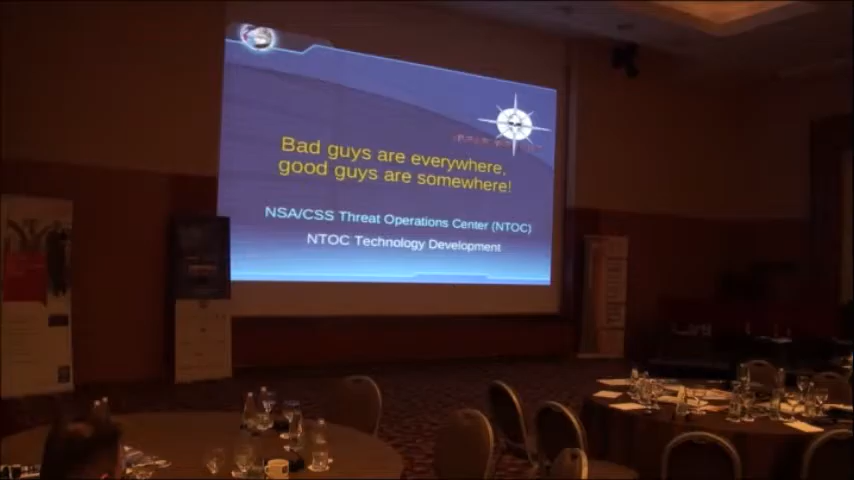 Bad guys are everywhere,
good guys are somewhere!
NSA/CSS Threat Operations Center (NTOC)
NTOC Technology Development